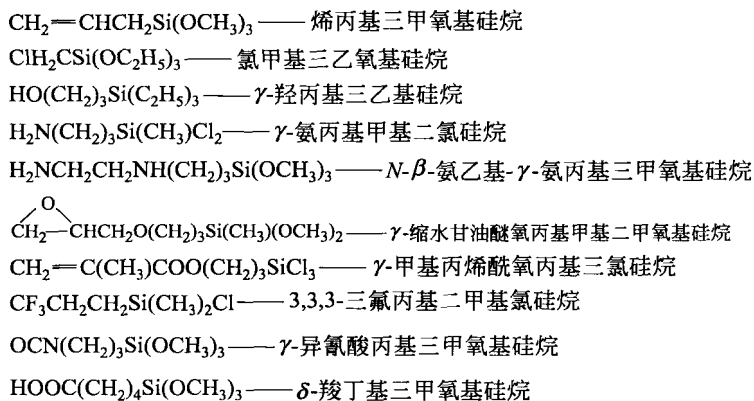 CH₂=CHCH₂Si(OCH₃)₃——烯丙基三甲氧基硅烷
ClH₂CSi(OC₂H₅)₃——氯甲基三乙氧基硅烷
HO(CH₂)₃Si(C₂H₅)₃——γ-羟丙基三乙基硅烷
H₂N(CH₂)₃Si(CH₃)Cl₂——γ-氨丙基甲基二氯硅烷
H₂NCH₂CH₂NH(CH₂)₃Si(OCH₃)₃——N-β-氨乙基-γ-氨丙基三甲氧基硅烷
O
CH₂—CHCH₂O(CH₂)₃Si(CH₃)(OCH₃)₂——γ-缩水甘油醚氧丙基甲基二甲氧基硅烷
CH₂=C(CH₃)COO(CH₂)₃SiCl₃——γ-甲基丙烯酰氧丙基三氯硅烷
CF₃CH₂CH₂Si(CH₃)₂Cl——3,3,3-三氟丙基二甲基氯硅烷
OCN(CH₂)₃Si(OCH₃)₃——γ-异氰酸丙基三甲氧基硅烷
HOOC(CH₂)₄Si(OCH₃)₃——δ-羧丁基三甲氧基硅烷